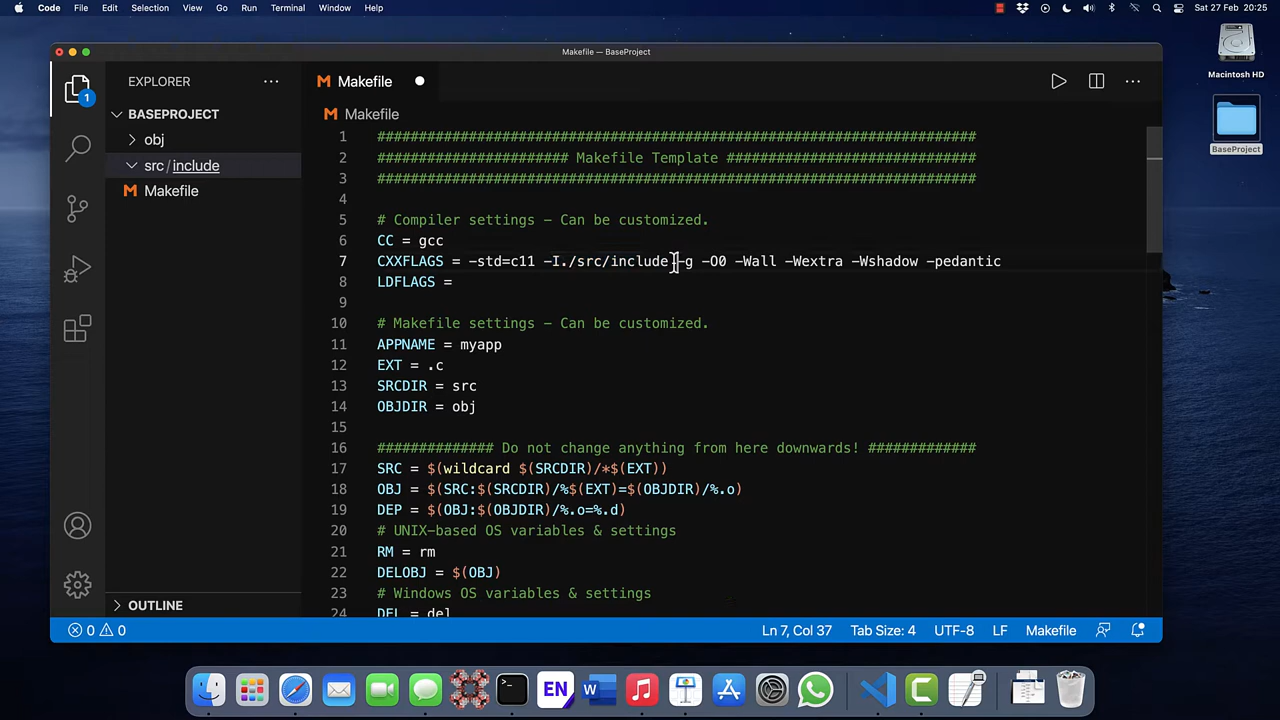 Code File Edit Selection View Go Run Terminal Window Help Sat 27 Feb 20:25
Makefile — BaseProject
EXPLORER
BASEPROJECT
obj
src/include
Makefile
1
Makefile
Makefile
1 ########################################################################
2 ####################### Makefile Template ##############################
3 ########################################################################
4
5 # Compiler settings - Can be customized.
6 CC = gcc
7 CXXFLAGS = -std=c11 -I./src/include -g -O0 -Wall -Wextra -Wshadow -pedantic
8 LDFLAGS =
9
10 # Makefile settings - Can be customized.
11 APPNAME = myapp
12 EXT = .c
13 SRCDIR = src
14 OBJDIR = obj
15
16 ############## Do not change anything from here downwards! #############
17 SRC = $(wildcard $(SRCDIR)/*$(EXT))
18 OBJ = $(SRC:$(SRCDIR)/%$(EXT)=$(OBJDIR)/%.o)
19 DEP = $(OBJ:$(OBJDIR)/%.o=%.d)
20 # UNIX-based OS variables & settings
21 RM = rm
22 DELOBJ = $(OBJ)
23 # Windows OS variables & settings
24 DEL = del
OUTLINE
0 0 Ln 7, Col 37 Tab Size: 4 UTF-8 LF Makefile
Macintosh HD
BaseProject
EN